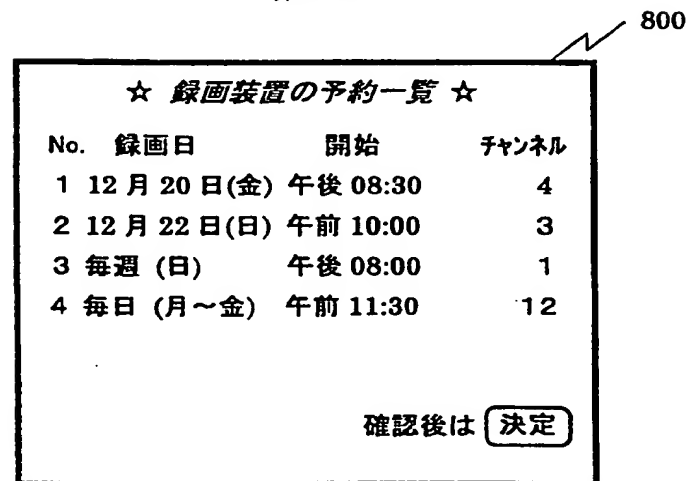 800
☆ 録画装置の予約一覧 ☆
No. 録画日 開始 チャンネル
1 12月20日(金) 午後 08:30 4
2 12月22日(日) 午前 10:00 3
3 毎週 (日) 午後 08:00 1
4 毎日 (月〜金) 午前 11:30 12
確認後は 決定